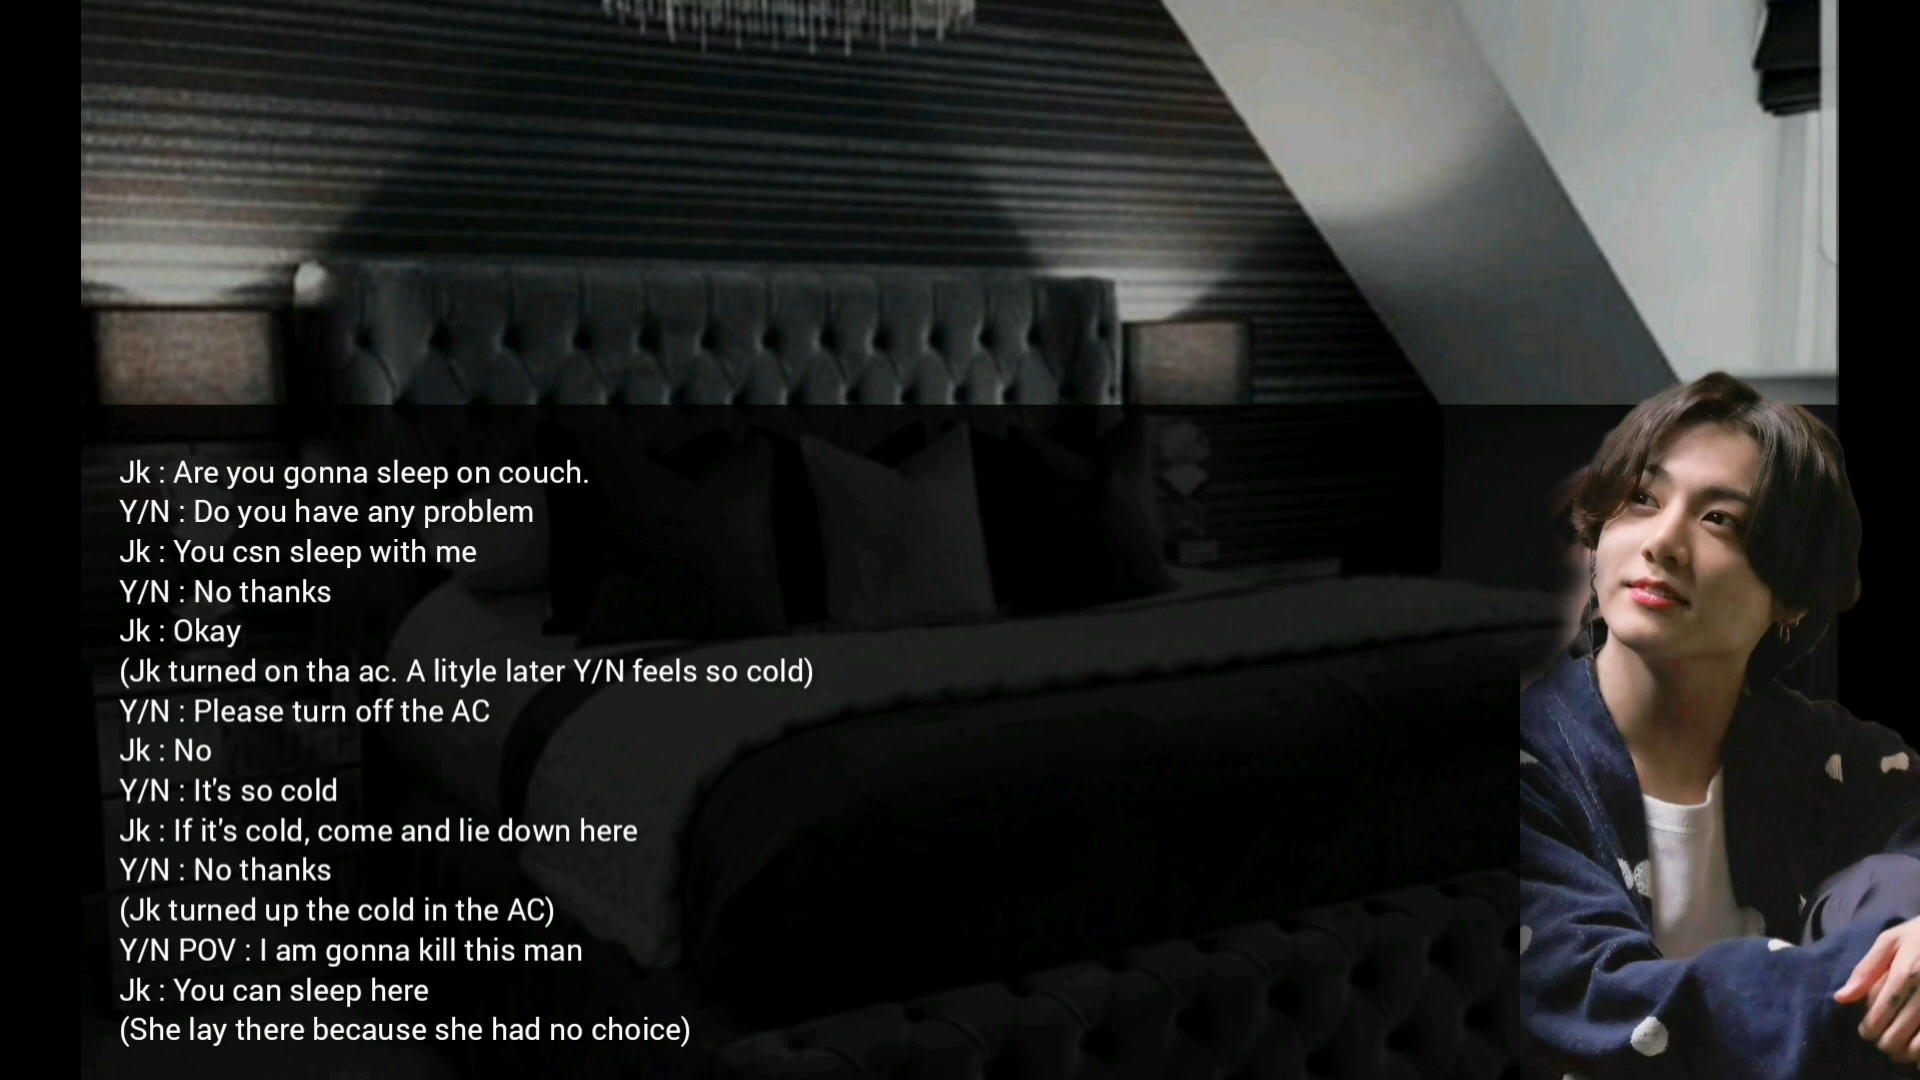 Jk : Are you gonna sleep on couch.
Y/N : Do you have any problem
Jk : You csn sleep with me
Y/N : No thanks
Jk : Okay
(Jk turned on tha ac. A lityle later Y/N feels so cold)
Y/N : Please turn off the AC
Jk : No
Y/N : It's so cold
Jk : If it's cold, come and lie down here
Y/N : No thanks
(Jk turned up the cold in the AC)
Y/N POV : I am gonna kill this man
Jk : You can sleep here
(She lay there because she had no choice)